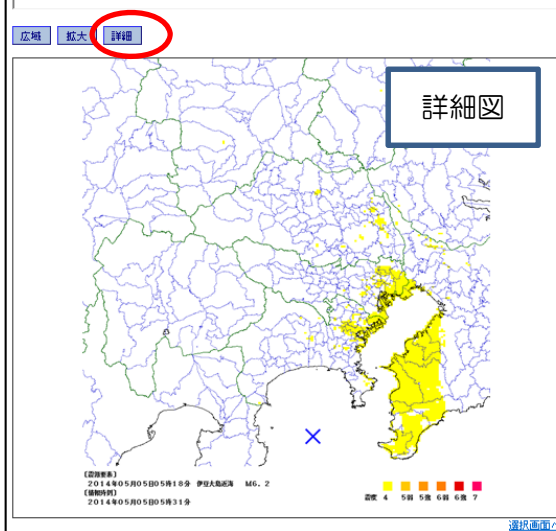 広域 拡大 詳細
詳細図
[震源要素]
2014年05月05日05時18分 伊豆大島近海 M6.2
[情報時刻]
2014年05月05日05時31分
震度 4 5弱 5強 6弱 6強 7
選択画面へ